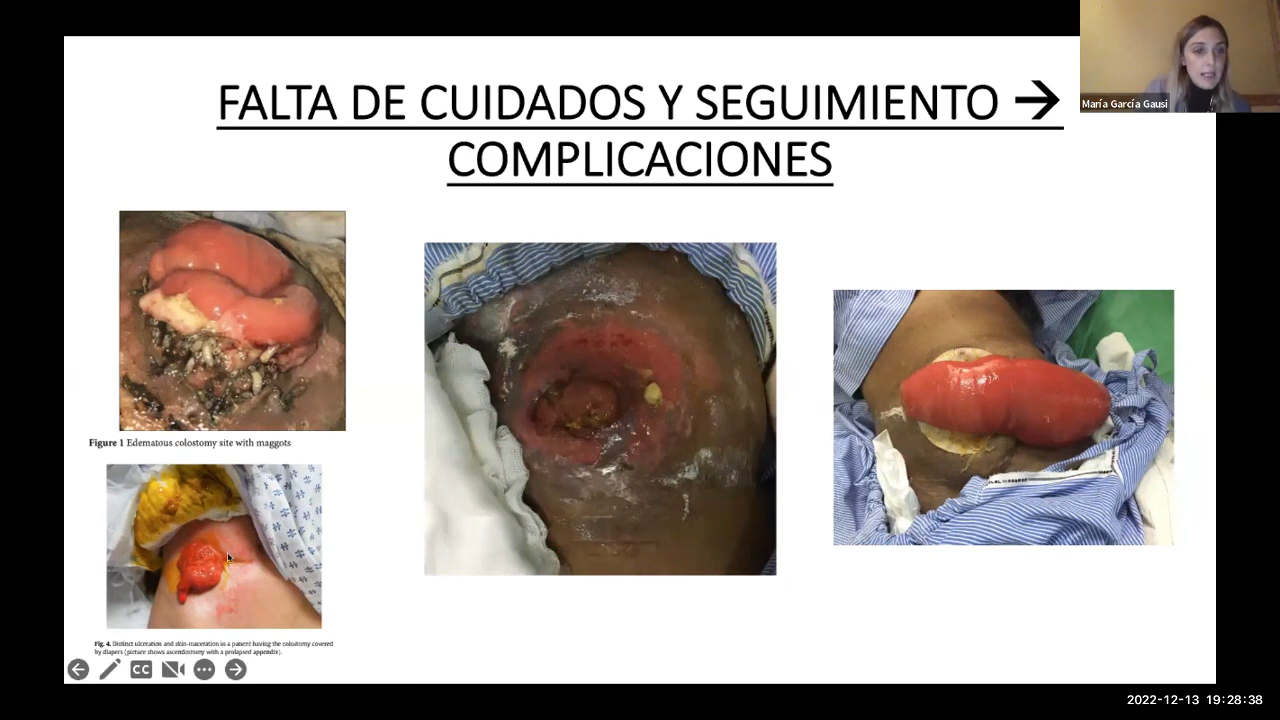 FALTA DE CUIDADOS Y SEGUIMIENTO →
COMPLICACIONES
María García Gausi
Figure 1 Edematous colostomy site with maggots
Fig. 4. Distinct ulceration and skin-maceration in a patient having the colostomy covered
by diapers (picture shows ascendostomy with a prolapsed appendix).
CC
2022-12-13 19:28:38